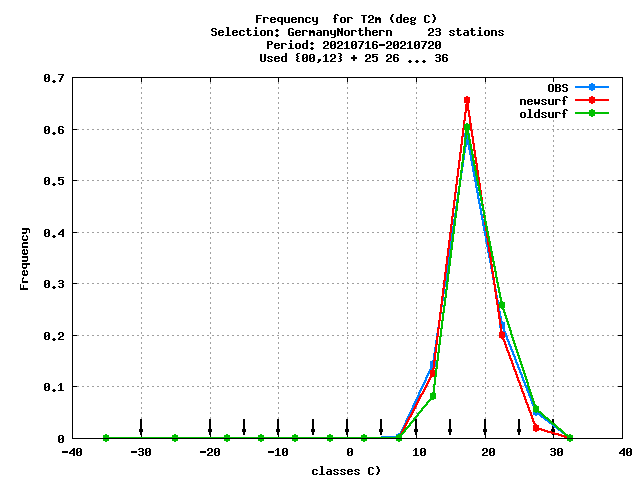 Frequency  for T2m (deg C)
Selection: GermanyNorthern     23 stations
Period: 20210716-20210720
Used {00,12} + 25 26 ... 36
OBS
newsurf
oldsurf
Frequency
0.7
0.6
0.5
0.4
0.3
0.2
0.1
0
-40 -30 -20 -10 0 10 20 30 40
classes C)